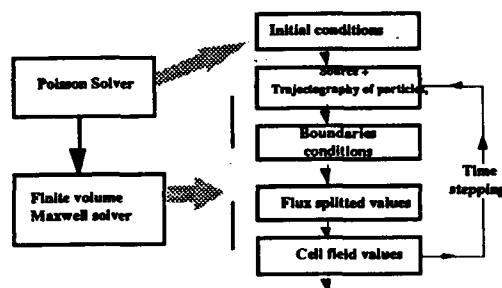 Initial conditions
Poisson Solver
Soures +
Trajectography of particles
Boundaries
conditions
Time
stepping
Finite volume
Maxwell solver
Flux splitted values
Cell field values